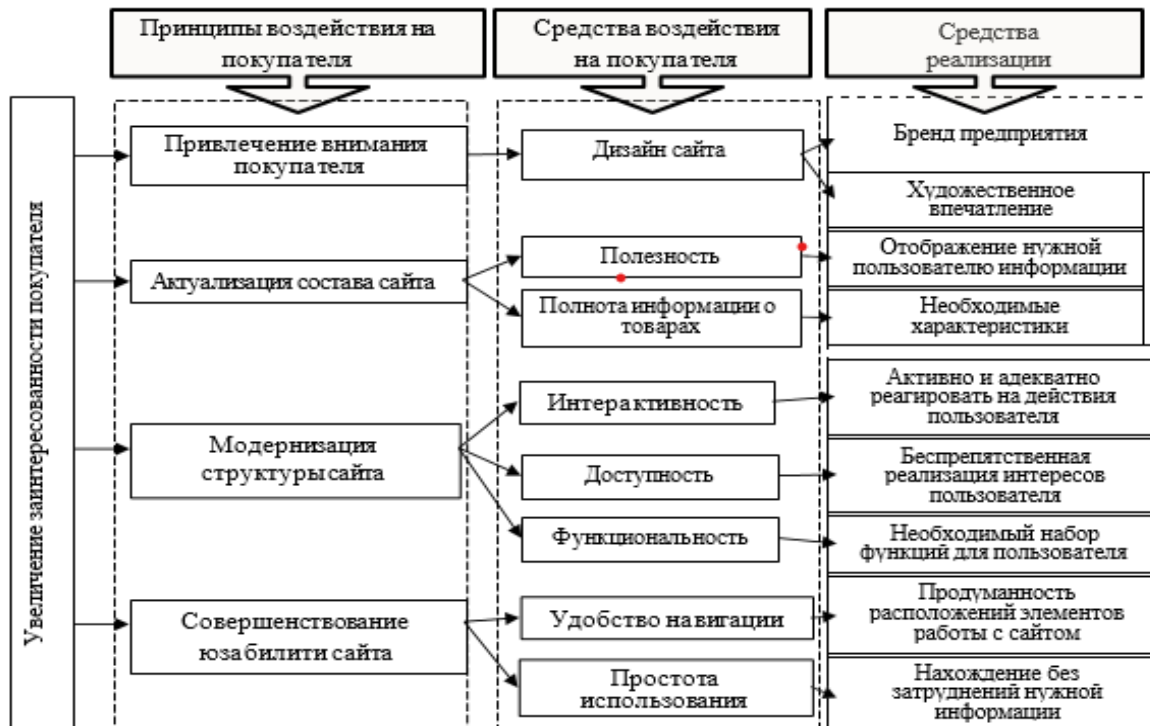 Принципы воздействия на
покупателя
Средства воздействия
на покупателя
Средства
реализации
Увеличение заинтересованности покупателя
Привлечение внимания
покупателя
Дизайн сайта
Бренд предприятия
Художественное
впечатление
Актуализация состава сайта
Полезность
Отображение нужной
пользователю информации
Полнота информации о
товарах
Необходимые
характеристики
Модернизация
структуры сайта
Интерактивность
Активно и адекватно
реагировать на действия
пользователя
Доступность
Беспрепятственная
реализация интересов
пользователя
Функциональность
Необходимый набор
функций для пользователя
Совершенствование
юзабилити сайта
Удобство навигации
Продуманность
расположений элементов
работы с сайтом
Простота
использования
Нахождение без
затруднений нужной
информации